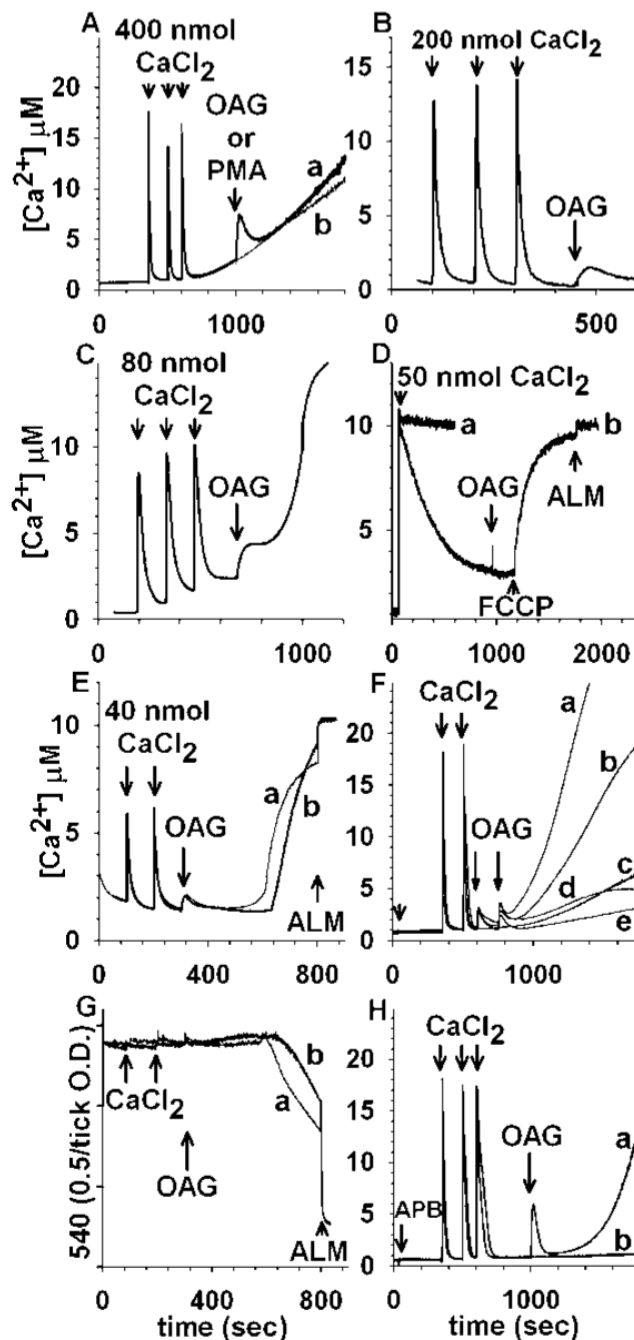 A 400 nmol
CaCl2
OAG
or
PMA
a
b
[Ca2+] μM
25
20
15
10
5
0
0 1000
B 200 nmol CaCl2
OAG
15
10
5
0
0 500
C 80 nmol
CaCl2
OAG
[Ca2+] μM
15
10
5
0
0 1000
D 50 nmol CaCl2
a
b
OAG
ALM
FCCP
10
5
0 1000 2000
E 40 nmol
CaCl2
OAG
a
b
ALM
[Ca2+] μM
10
5
0
0 400 800
F
CaCl2
a
OAG
b
c
d
e
20
15
10
5
0
0 1000
G
540 (0.5/tick O.D.)
CaCl2
b
a
OAG
ALM
0 400 800
time (sec)
H
CaCl2
OAG
a
APB
b
25
20
15
10
5
0
0 1000
time (sec)